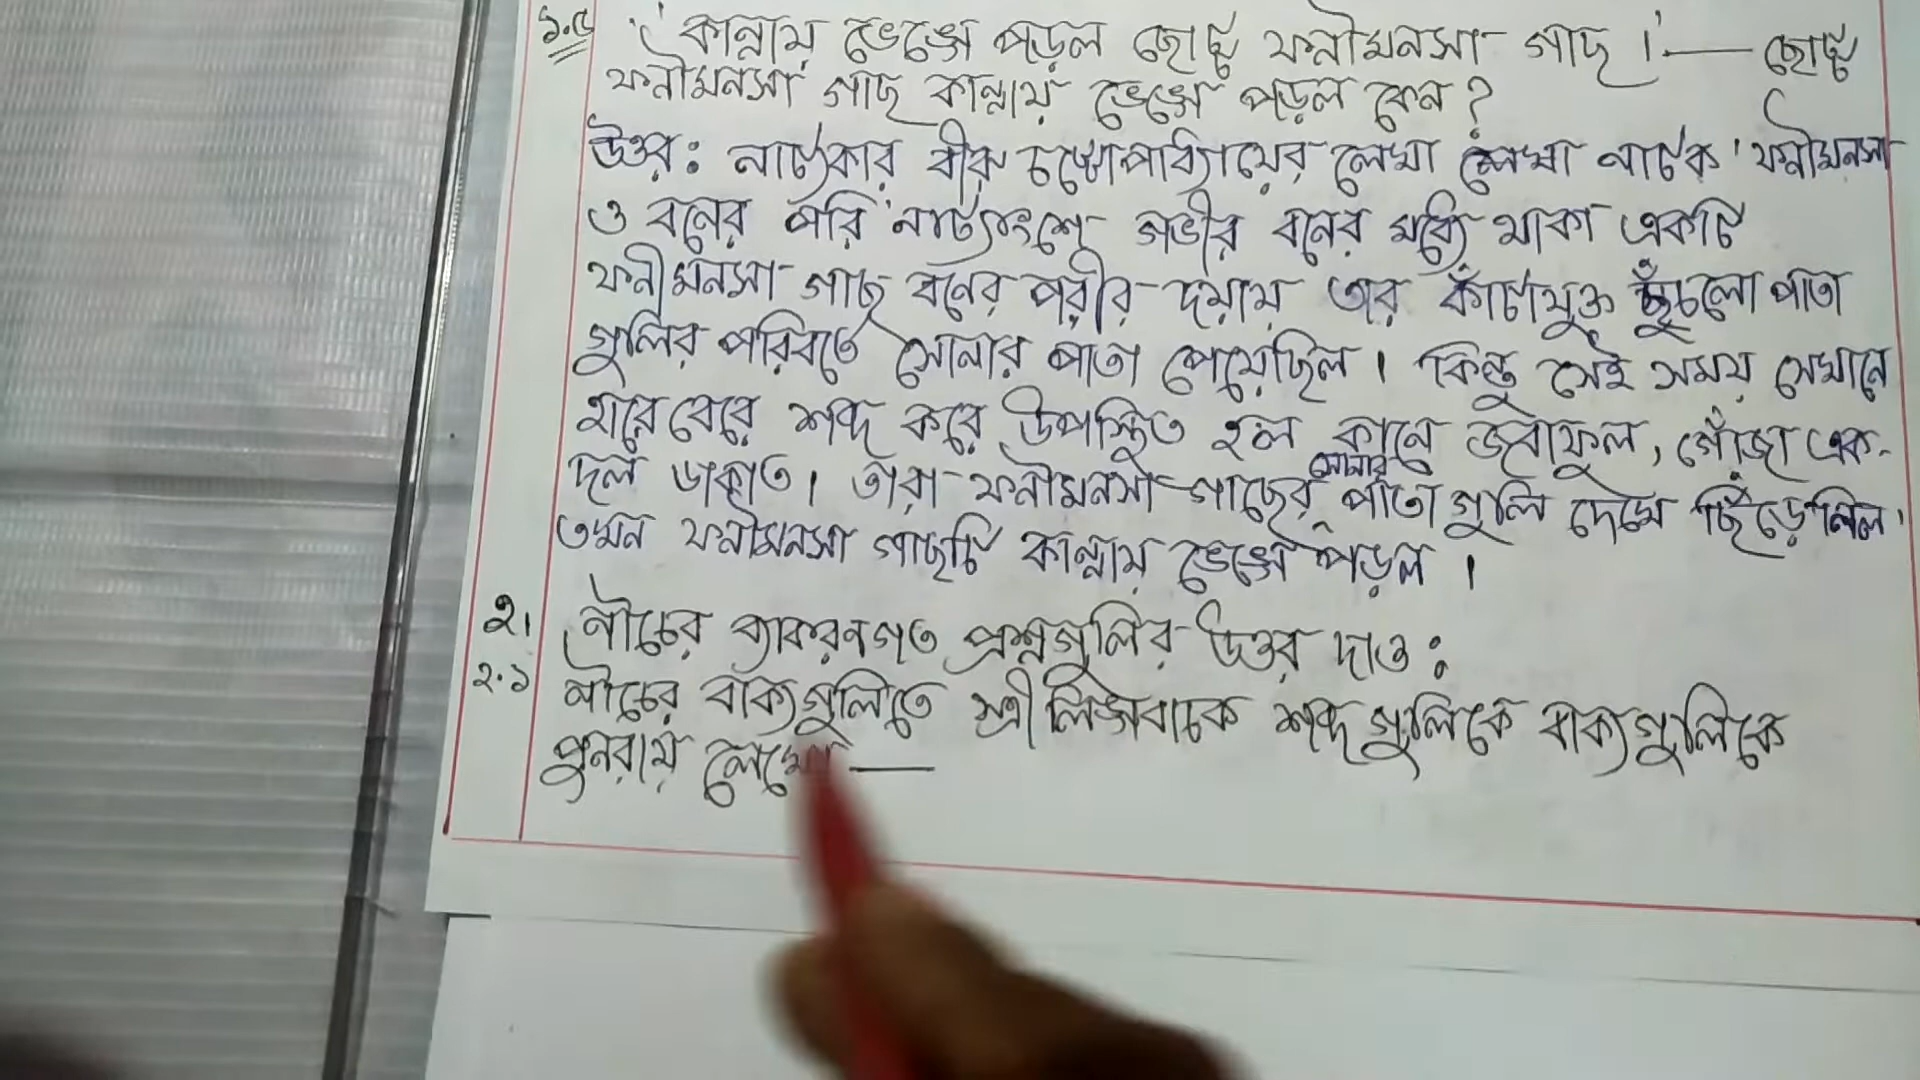 ১.৫ 'কান্নায় ভেঙ্গে পড়ল ছোট্ট ফনীমনসা গাছ।' — ছোট্ট
ফনীমনসা গাছ কান্নায় ভেঙ্গে পড়ল কেন?
উত্তর: নাট্যকার বীরু চট্টোপাধ্যায়ের লেখা লেখা নাটক 'ফনীমনসা
ও বনের পরি' নাট্যাংশে গভীর বনের মধ্যে থাকা একটি
ফনীমনসা গাছ বনের পরীর দয়ায় তার কাঁটাযুক্ত ছুঁচলো পাতা
গুলির পরিবর্তে সোনার পাতা পেয়েছিল। কিন্তু সেই সময় সেখানে
হারে বেরে শব্দ করে উপস্থিত হল কানে জবাফুল, গোঁজা এক-
দল ডাকাত। তারা ফনীমনসা গাছের সোনার পাতা গুলি দেখে ছিঁড়ে নিল।
তখন ফনীমনসা গাছটি কান্নায় ভেঙ্গে পড়ল।
২। নীচের ব্যাকরনগত প্রশ্নগুলির উত্তর দাও:
২.১ নীচের বাক্যগুলিতে স্ত্রী লিঙ্গবাচক শব্দ গুলিকে বাক্যগুলিকে
পুনরায় লেখো —